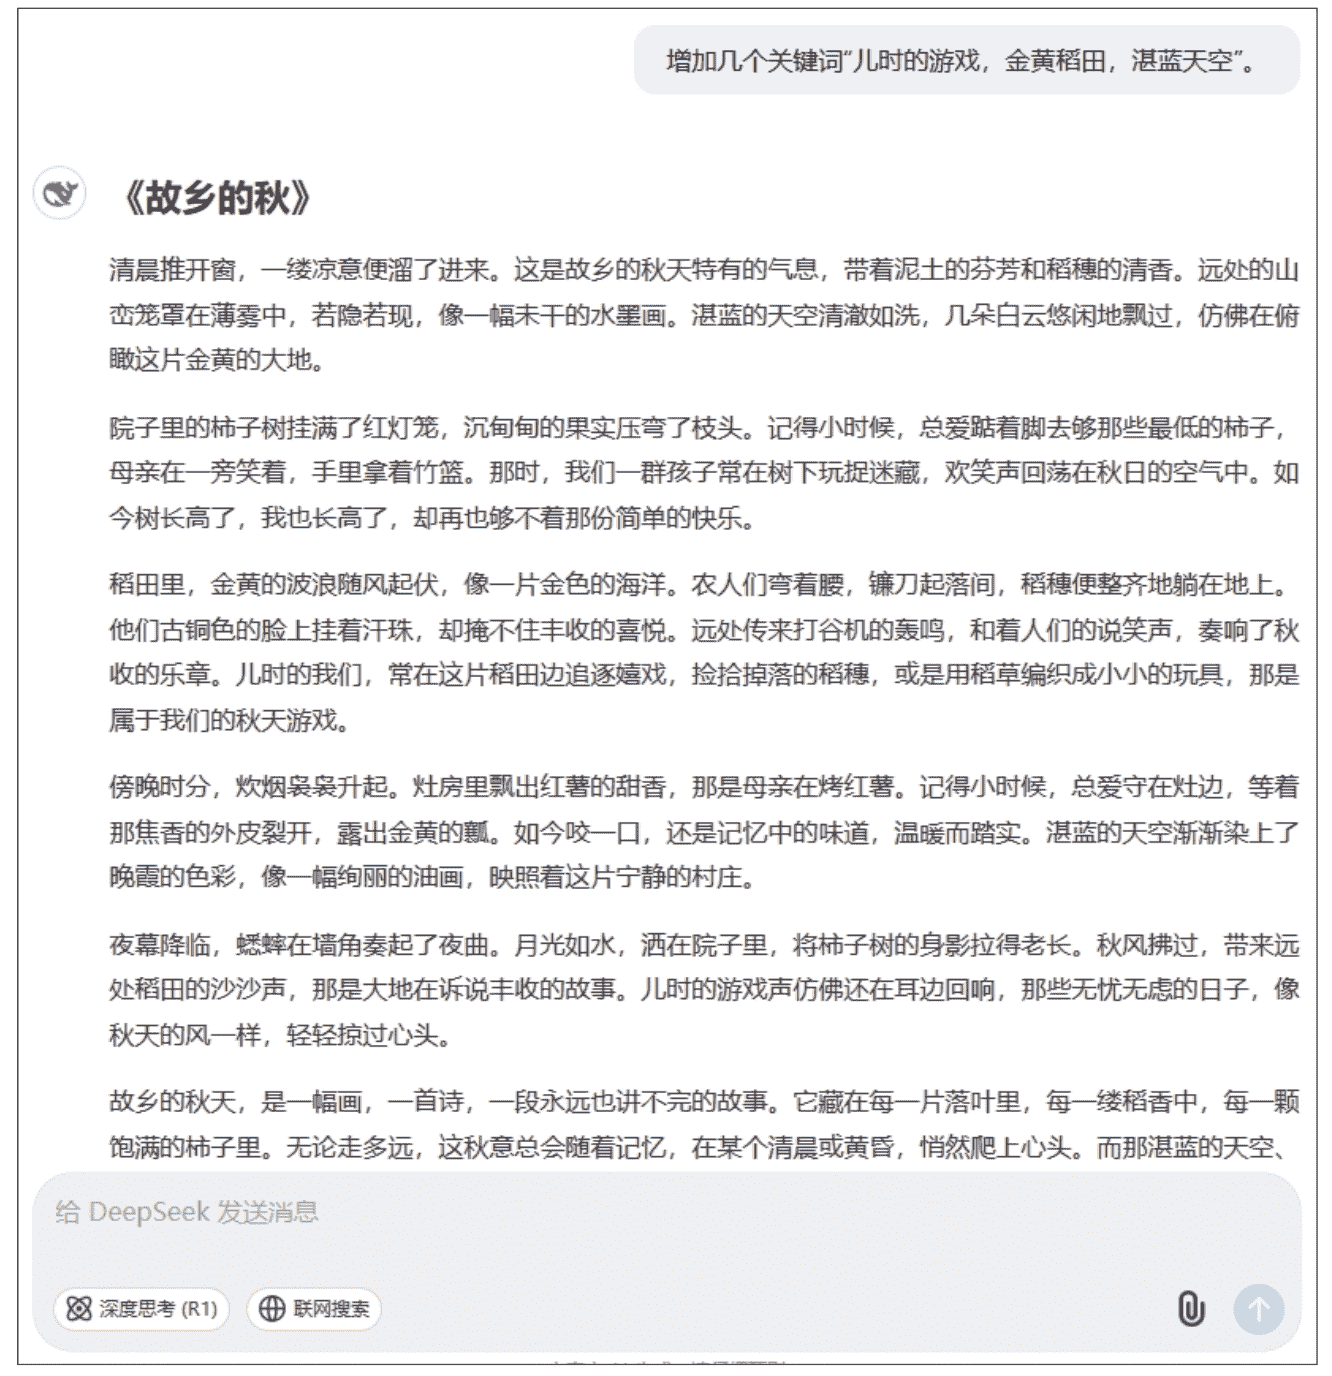 增加几个关键词“儿时的游戏，金黄稻田，湛蓝天空”。
《故乡的秋》
清晨推开窗，一缕凉意便溜了进来。这是故乡的秋天特有的气息，带着泥土的芬芳和稻穗的清香。远处的山
峦笼罩在薄雾中，若隐若现，像一幅未干的水墨画。湛蓝的天空清澈如洗，几朵白云悠闲地飘过，仿佛在俯
瞰这片金黄的大地。
院子里的柿子树挂满了红灯笼，沉甸甸的果实压弯了枝头。记得小时候，总爱踮着脚去够那些最低的柿子，
母亲在一旁笑着，手里拿着竹篮。那时，我们一群孩子常在树下玩捉迷藏，欢笑声回荡在秋日的空气中。如
今树长高了，我也长高了，却再也够不着那份简单的快乐。
稻田里，金黄的波浪随风起伏，像一片金色的海洋。农人们弯着腰，镰刀起落间，稻穗便整齐地躺在地上。
他们古铜色的脸上挂着汗珠，却掩不住丰收的喜悦。远处传来打谷机的轰鸣，和着人们的说笑声，奏响了秋
收的乐章。儿时的我们，常在这片稻田边追逐嬉戏，捡拾掉落的稻穗，或是用稻草编织成小小的玩具，那是
属于我们的秋天游戏。
傍晚时分，炊烟袅袅升起。灶房里飘出红薯的甜香，那是母亲在烤红薯。记得小时候，总爱守在灶边，等着
那焦香的外皮裂开，露出金黄的瓤。如今咬一口，还是记忆中的味道，温暖而踏实。湛蓝的天空渐渐染上了
晚霞的色彩，像一幅绚丽的油画，映照着这片宁静的村庄。
夜幕降临，蟋蟀在墙角奏起了夜曲。月光如水，洒在院子里，将柿子树的身影拉得老长。秋风拂过，带来远
处稻田的沙沙声，那是大地在诉说丰收的故事。儿时的游戏声仿佛还在耳边回响，那些无忧无虑的日子，像
秋天的风一样，轻轻掠过心头。
故乡的秋天，是一幅画，一首诗，一段永远也讲不完的故事。它藏在每一片落叶里，每一缕稻香中，每一颗
饱满的柿子里。无论走多远，这秋意总会随着记忆，在某个清晨或黄昏，悄然爬上心头。而那湛蓝的天空、
给 DeepSeek 发送消息
深度思考 (R1) 联网搜索